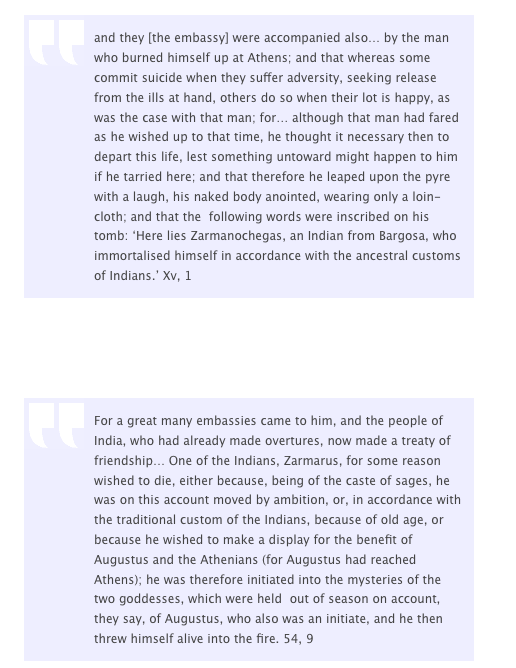 and they [the embassy] were accompanied also… by the man
who burned himself up at Athens; and that whereas some
commit suicide when they suffer adversity, seeking release
from the ills at hand, others do so when their lot is happy, as
was the case with that man; for… although that man had fared
as he wished up to that time, he thought it necessary then to
depart this life, lest something untoward might happen to him
if he tarried here; and that therefore he leaped upon the pyre
with a laugh, his naked body anointed, wearing only a loin-
cloth; and that the  following words were inscribed on his
tomb: ‘Here lies Zarmanochegas, an Indian from Bargosa, who
immortalised himself in accordance with the ancestral customs
of Indians.’ Xv, 1
For a great many embassies came to him, and the people of
India, who had already made overtures, now made a treaty of
friendship… One of the Indians, Zarmarus, for some reason
wished to die, either because, being of the caste of sages, he
was on this account moved by ambition, or, in accordance with
the traditional custom of the Indians, because of old age, or
because he wished to make a display for the benefit of
Augustus and the Athenians (for Augustus had reached
Athens); he was therefore initiated into the mysteries of the
two goddesses, which were held  out of season on account,
they say, of Augustus, who also was an initiate, and he then
threw himself alive into the fire. 54, 9